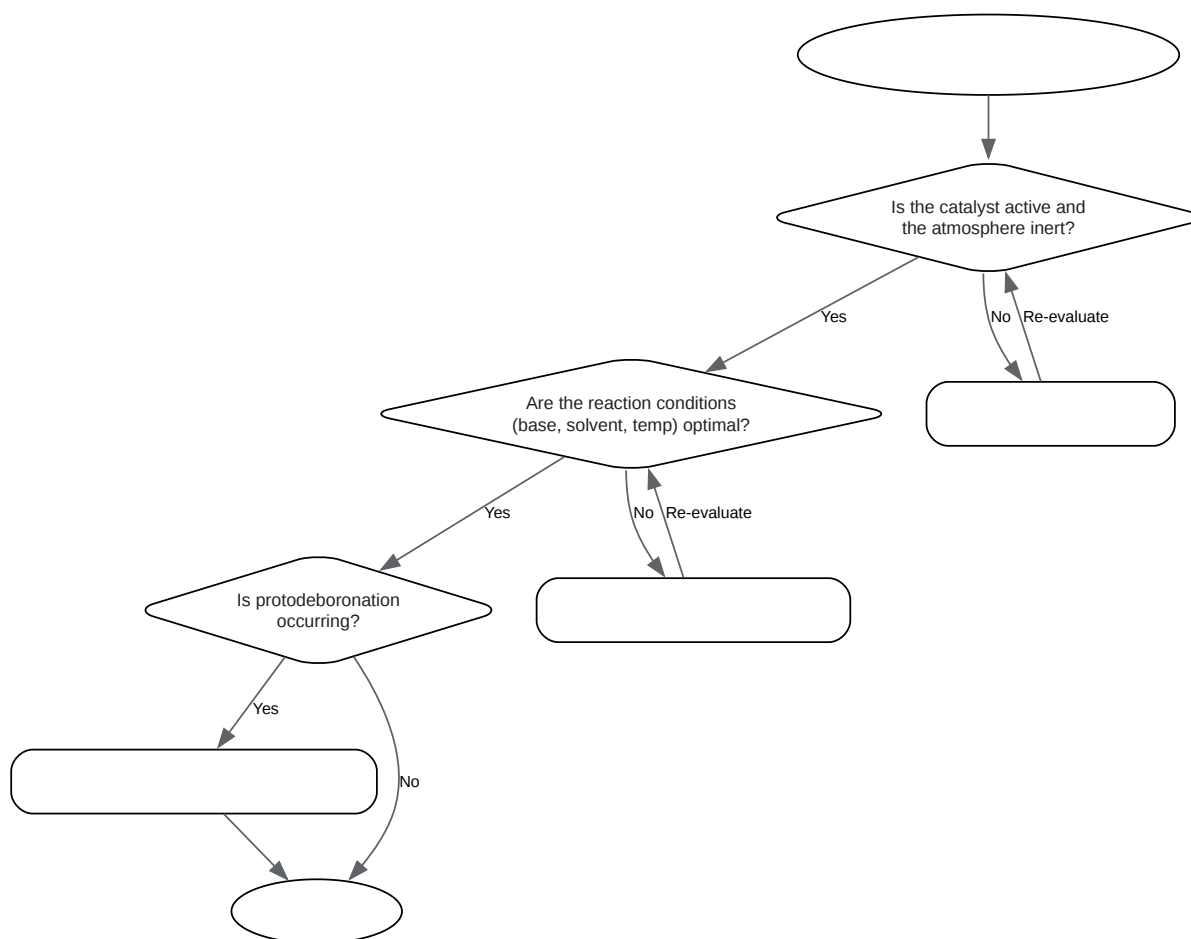 Is the catalyst active and
the atmosphere inert?
Yes
No
Re-evaluate
Are the reaction conditions
(base, solvent, temp) optimal?
Yes
No
Re-evaluate
Is protodeboronation
occurring?
Yes
No